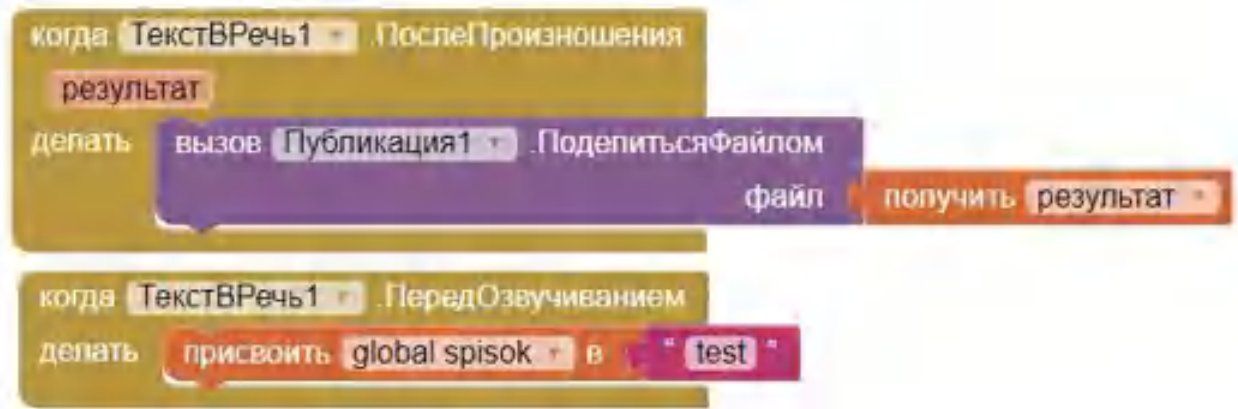 когда ТекстВРечь1 .ПослеПроизношения
результат
делать вызов Публикация1 .ПоделитьсяФайлом
файл получить результат
когда ТекстВРечь1 .ПередОзвучиванием
делать присвоить global spisok в " test "